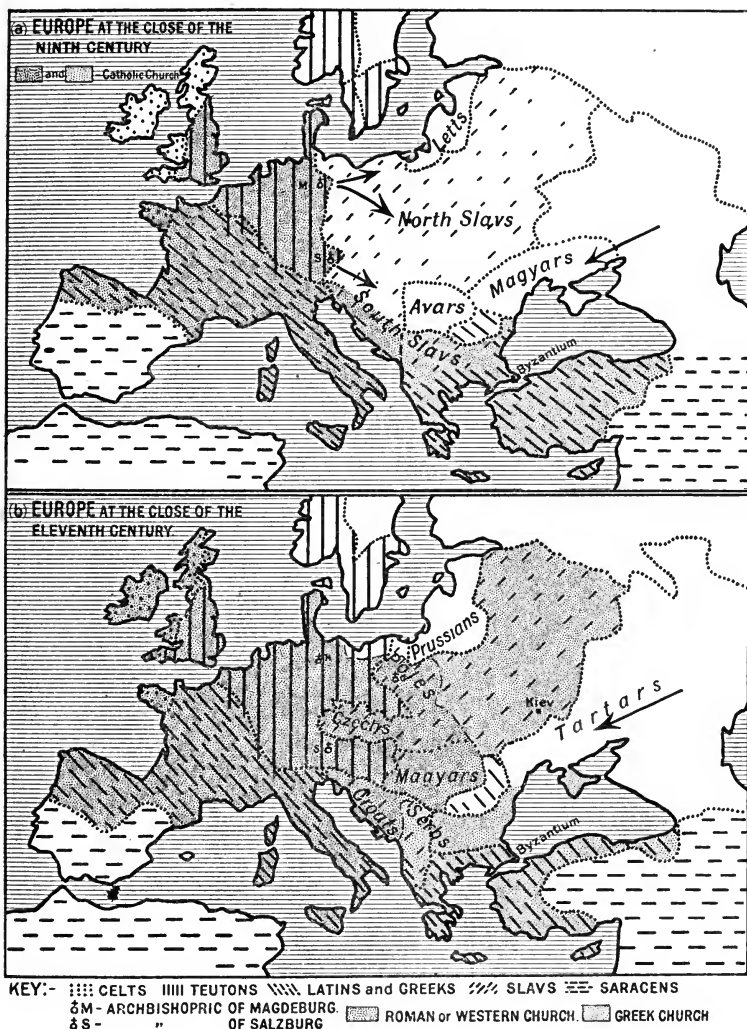 (a) EUROPE AT THE CLOSE OF THE
NINTH CENTURY.
and – Catholic Church
Letts
M
North Slavs
S
Magyars
Avars
South Slavs
Byzantium
(b) EUROPE AT THE CLOSE OF THE
ELEVENTH CENTURY.
Prussians
M
Poles
Kiev
Tartars
Czechs
S
Magyars
Croats
Serbs
Byzantium
KEY:- CELTS TEUTONS LATINS and GREEKS SLAVS SARACENS
M – ARCHBISHOPRIC OF MAGDEBURG. ROMAN or WESTERN CHURCH. GREEK CHURCH
S – „ OF SALZBURG